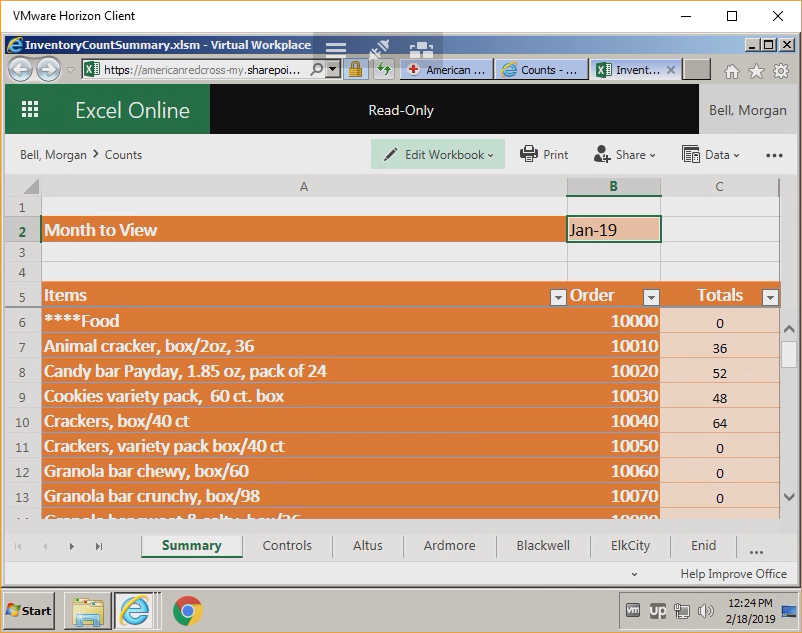 VMware Horizon Client
InventoryCountSummary.xlsm - Virtual Workplace
https://americanredcross-my.sharepoi...
American ...
Counts - ...
Invent...
Excel Online
Read-Only
Bell, Morgan
Bell, Morgan > Counts
Edit Workbook
Print
Share
Data
A B C
1
2 Month to View Jan-19
3
4
5 Items Order Totals
6 ****Food 10000 0
7 Animal cracker, box/2oz, 36 10010 36
8 Candy bar Payday, 1.85 oz, pack of 24 10020 52
9 Cookies variety pack, 60 ct. box 10030 48
10 Crackers, box/40 ct 10040 64
11 Crackers, variety pack box/40 ct 10050 0
12 Granola bar chewy, box/60 10060 0
13 Granola bar crunchy, box/98 10070 0
Summary Controls Altus Ardmore Blackwell ElkCity Enid ...
Help Improve Office
Start
vm
up
12:24 PM
2/18/2019